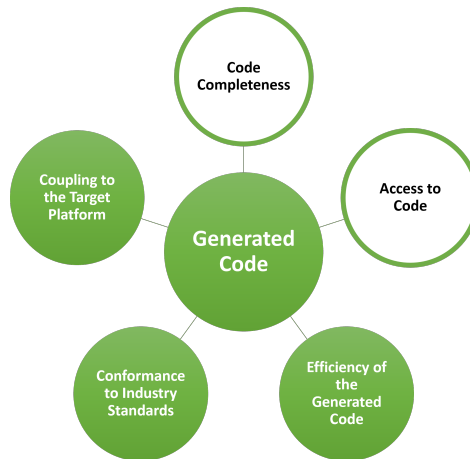 Code
Completeness
Coupling to
the Target
Platform
Access to
Code
Generated
Code
Conformance
to Industry
Standards
Efficiency of
the
Generated
Code